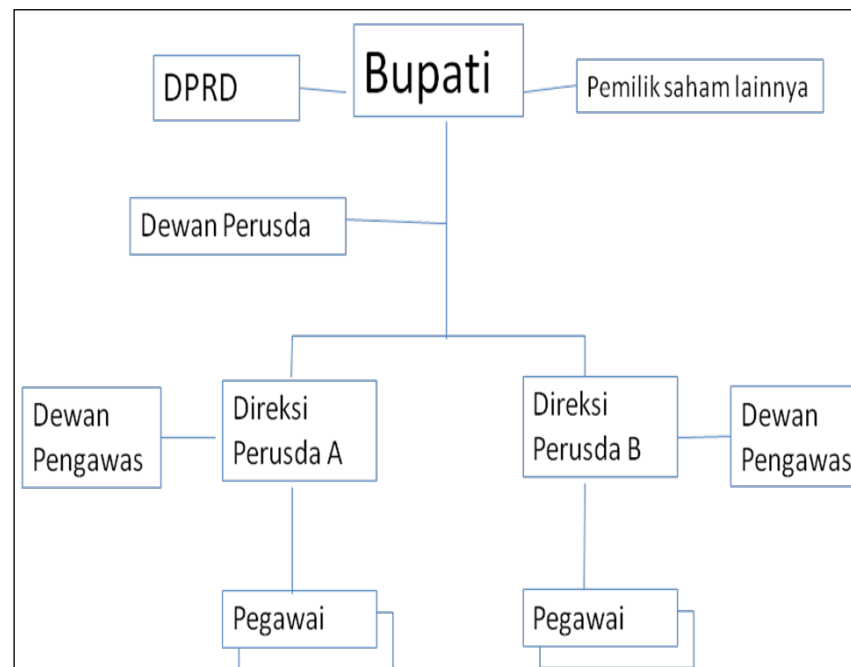 DPRD
Bupati
Pemilik saham lainnya
Dewan Perusda
Dewan
Pengawas
Direksi
Perusda A
Direksi
Perusda B
Dewan
Pengawas
Pegawai
Pegawai